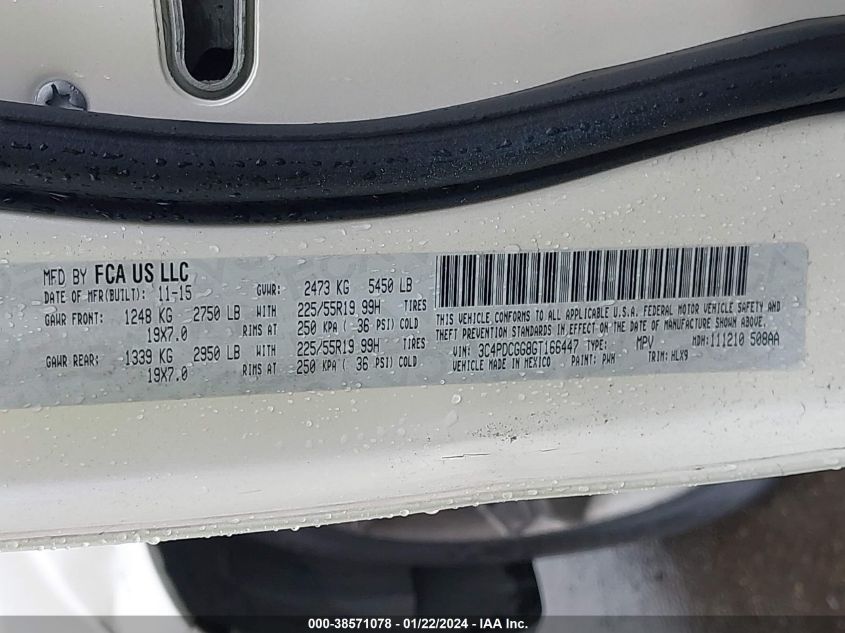 MFD BY FCA US LLC
DATE OF MFR(BUILT): 11-15 GVWR: 2473 KG 5450 LB
GAWR FRONT: 1248 KG 2750 LB WITH 225/55R19 99H TIRES
19X7.0 RIMS AT 250 KPA ( 36 PSI) COLD
GAWR REAR: 1339 KG 2950 LB WITH 225/55R19 99H TIRES
19X7.0 RIMS AT 250 KPA ( 36 PSI) COLD
THIS VEHICLE CONFORMS TO ALL APPLICABLE U.S.A. FEDERAL MOTOR VEHICLE SAFETY AND
THEFT PREVENTION STANDARDS IN EFFECT ON THE DATE OF MANUFACTURE SHOWN ABOVE.
VIN: 3C4PDCGG8GT166447 TYPE: MPV MDH:111210 508AA
VEHICLE MADE IN MEXICO PAINT: PWH TRIM: HLX9
000-38571078 - 01/22/2024 - IAA Inc.